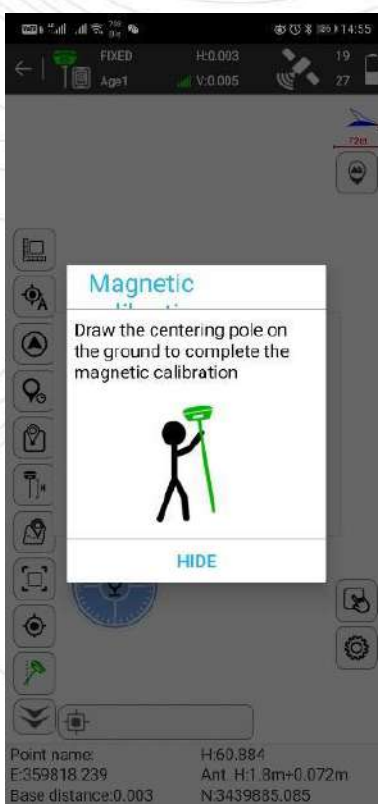 14:55
FIXED H:0.003 19
Age1 V:0.005 27
72m
Magnetic
Draw the centering pole on
the ground to complete the
magnetic calibration
HIDE
Point name: H:60.884
E:359818.239 Ant. H:1.8m+0.072m
Base distance:0.003 N:3439885.085